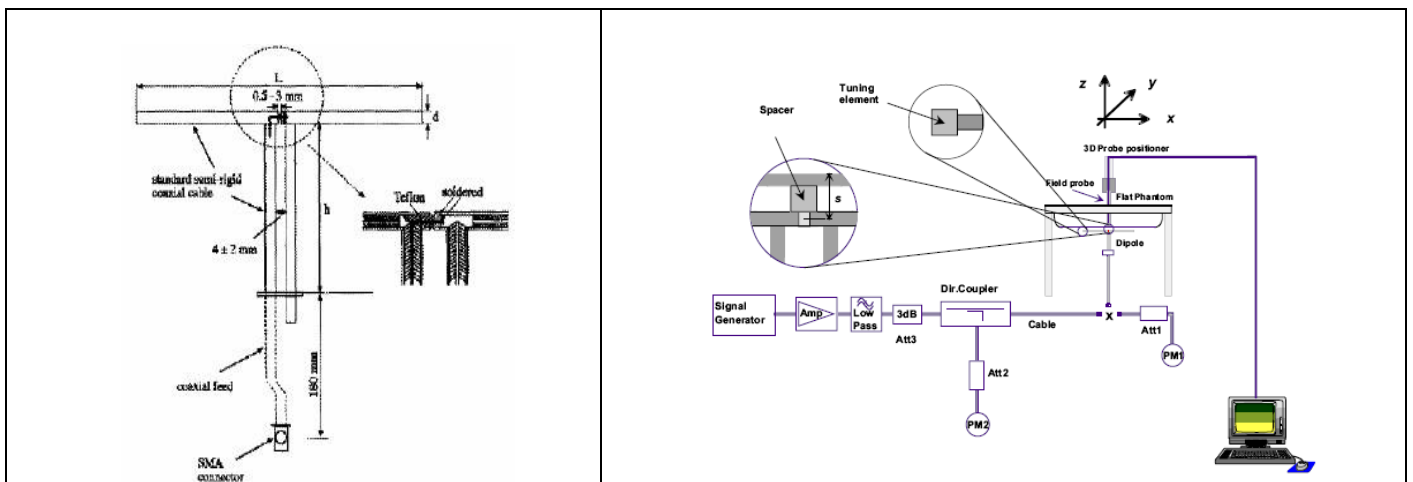 L
0.5–3 mm
d
standard semi-rigid
coaxial cable
h
Teflon
soldered
4 ± 2 mm
coaxial feed
180 mm
SMA
connector
Tuning
element
Spacer
s
z
y
x
3D Probe positioner
Field probe
Flat Phantom
Dipole
Signal
Generator
Amp
Low
Pass
3dB
Att3
Dir.Coupler
Cable
x
Att1
PM1
Att2
PM2